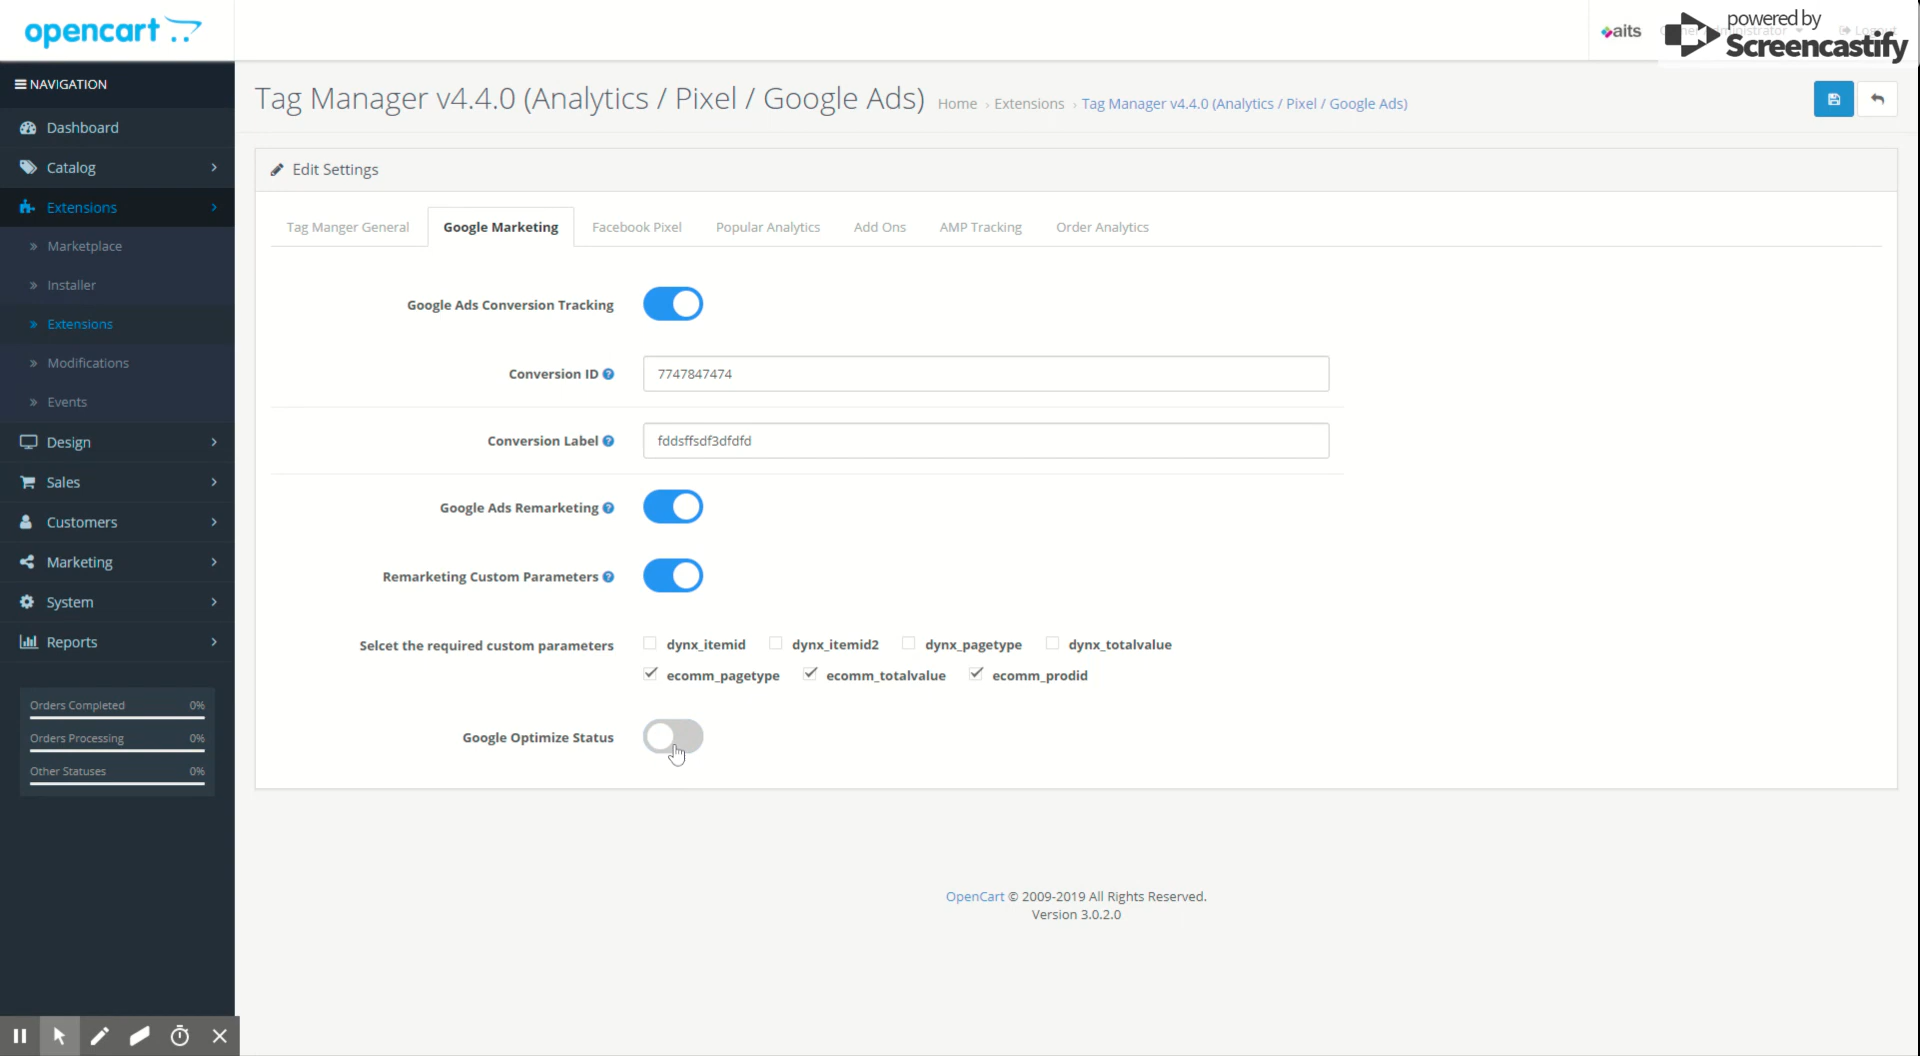 opencart
aits
powered by
Screencastify
NAVIGATION
Dashboard
Catalog
Extensions
Marketplace
Installer
Extensions
Modifications
Events
Design
Sales
Customers
Marketing
System
Reports
Orders Completed 0%
Orders Processing 0%
Other Statuses 0%
Tag Manager v4.4.0 (Analytics / Pixel / Google Ads) Home › Extensions › Tag Manager v4.4.0 (Analytics / Pixel / Google Ads)
Edit Settings
Tag Manger General Google Marketing Facebook Pixel Popular Analytics Add Ons AMP Tracking Order Analytics
Google Ads Conversion Tracking
Conversion ID 7747847474
Conversion Label fddsffsdf3dfdfd
Google Ads Remarketing
Remarketing Custom Parameters
Selcet the required custom parameters dynx_itemid dynx_itemid2 dynx_pagetype dynx_totalvalue
ecomm_pagetype ecomm_totalvalue ecomm_prodid
Google Optimize Status
OpenCart © 2009-2019 All Rights Reserved.
Version 3.0.2.0